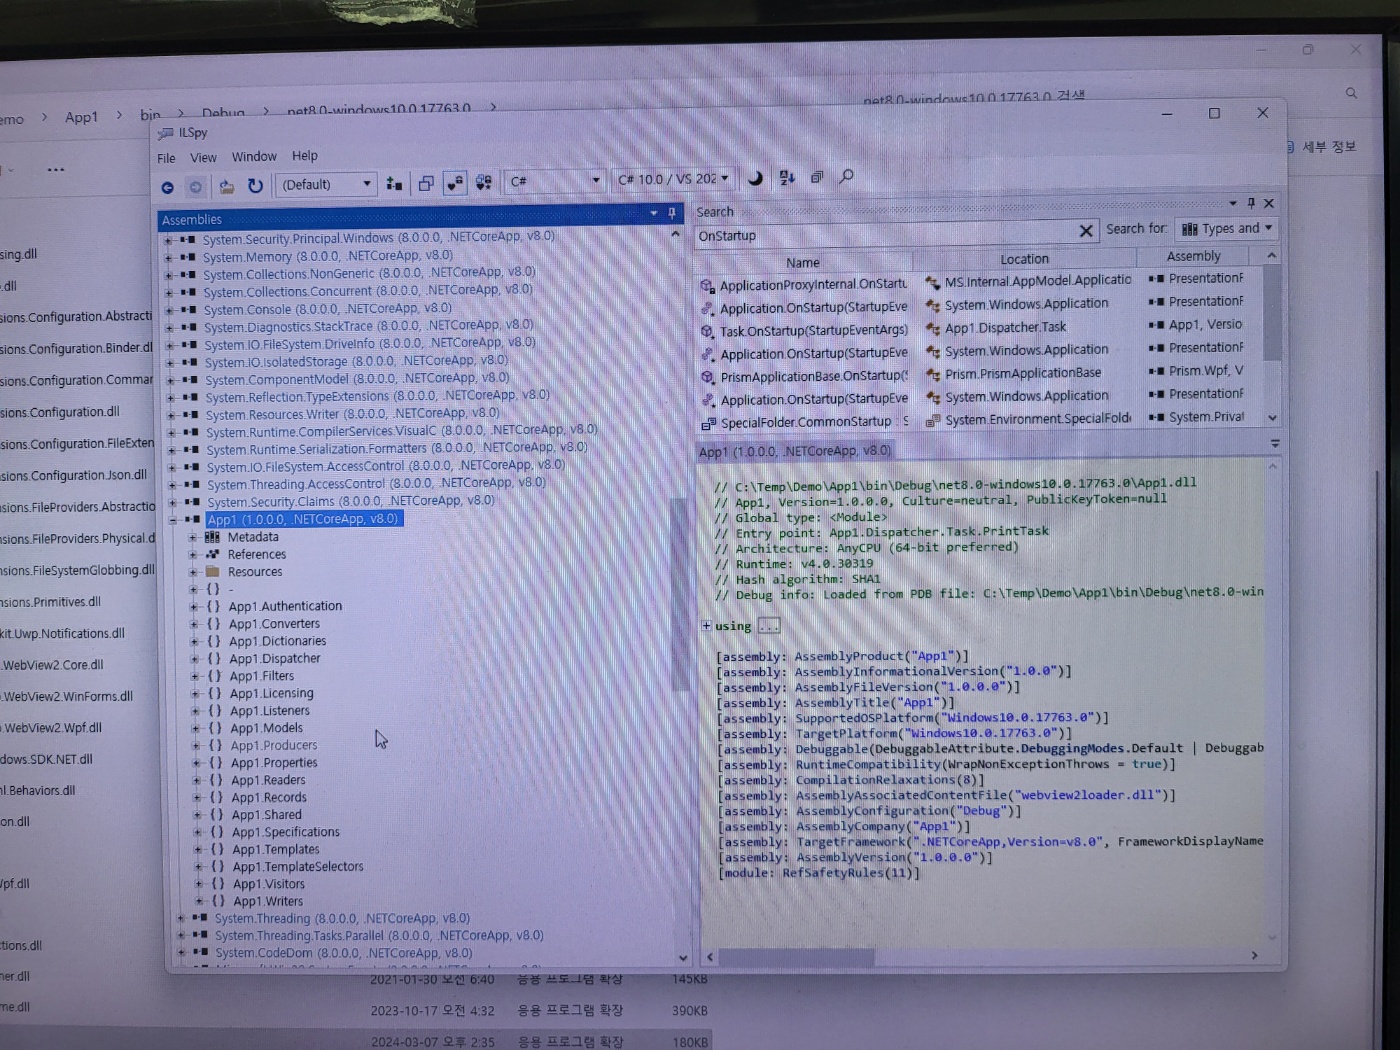 App1 > bin > Debug > net8.0-windows10.0.17763.0 >
net8.0-windows10.0.17763.0 검색
세부 정보
ILSpy
File View Window Help
(Default) C# C# 10.0 / VS 202
Assemblies
System.Security.Principal.Windows (8.0.0.0, .NETCoreApp, v8.0)
System.Memory (8.0.0.0, .NETCoreApp, v8.0)
System.Collections.NonGeneric (8.0.0.0, .NETCoreApp, v8.0)
System.Collections.Concurrent (8.0.0.0, .NETCoreApp, v8.0)
System.Console (8.0.0.0, .NETCoreApp, v8.0)
System.Diagnostics.StackTrace (8.0.0.0, .NETCoreApp, v8.0)
System.IO.FileSystem.DriveInfo (8.0.0.0, .NETCoreApp, v8.0)
System.IO.IsolatedStorage (8.0.0.0, .NETCoreApp, v8.0)
System.ComponentModel (8.0.0.0, .NETCoreApp, v8.0)
System.Reflection.TypeExtensions (8.0.0.0, .NETCoreApp, v8.0)
System.Resources.Writer (8.0.0.0, .NETCoreApp, v8.0)
System.Runtime.CompilerServices.VisualC (8.0.0.0, .NETCoreApp, v8.0)
System.Runtime.Serialization.Formatters (8.0.0.0, .NETCoreApp, v8.0)
System.IO.FileSystem.AccessControl (8.0.0.0, .NETCoreApp, v8.0)
System.Threading.AccessControl (8.0.0.0, .NETCoreApp, v8.0)
System.Security.Claims (8.0.0.0, .NETCoreApp, v8.0)
App1 (1.0.0.0, .NETCoreApp, v8.0)
Metadata
References
Resources
{ } -
{ } App1.Authentication
{ } App1.Converters
{ } App1.Dictionaries
{ } App1.Dispatcher
{ } App1.Filters
{ } App1.Licensing
{ } App1.Listeners
{ } App1.Models
{ } App1.Producers
{ } App1.Properties
{ } App1.Readers
{ } App1.Records
{ } App1.Shared
{ } App1.Specifications
{ } App1.Templates
{ } App1.TemplateSelectors
{ } App1.Visitors
{ } App1.Writers
System.Threading (8.0.0.0, .NETCoreApp, v8.0)
System.Threading.Tasks.Parallel (8.0.0.0, .NETCoreApp, v8.0)
System.CodeDom (8.0.0.0, .NETCoreApp, v8.0)
Search
OnStartup Search for: Types and
Name Location Assembly
ApplicationProxyInternal.OnStartu MS.Internal.AppModel.Applicatio PresentationF
Application.OnStartup(StartupEve System.Windows.Application PresentationF
Task.OnStartup(StartupEventArgs) App1.Dispatcher.Task App1, Versio
Application.OnStartup(StartupEve System.Windows.Application PresentationF
PrismApplicationBase.OnStartup( Prism.PrismApplicationBase Prism.Wpf, V
Application.OnStartup(StartupEve System.Windows.Application PresentationF
SpecialFolder.CommonStartup : S System.Environment.SpecialFold System.Privat
App1 (1.0.0.0, .NETCoreApp, v8.0)
// C:\Temp\Demo\App1\bin\Debug\net8.0-windows10.0.17763.0\App1.dll
// App1, Version=1.0.0.0, Culture=neutral, PublicKeyToken=null
// Global type: <Module>
// Entry point: App1.Dispatcher.Task.PrintTask
// Architecture: AnyCPU (64-bit preferred)
// Runtime: v4.0.30319
// Hash algorithm: SHA1
// Debug info: Loaded from PDB file: C:\Temp\Demo\App1\bin\Debug\net8.0-win
using ...
[assembly: AssemblyProduct("App1")]
[assembly: AssemblyInformationalVersion("1.0.0")]
[assembly: AssemblyFileVersion("1.0.0.0")]
[assembly: AssemblyTitle("App1")]
[assembly: SupportedOSPlatform("Windows10.0.17763.0")]
[assembly: TargetPlatform("Windows10.0.17763.0")]
[assembly: Debuggable(DebuggableAttribute.DebuggingModes.Default | Debuggab
[assembly: RuntimeCompatibility(WrapNonExceptionThrows = true)]
[assembly: CompilationRelaxations(8)]
[assembly: AssemblyAssociatedContentFile("webview2loader.dll")]
[assembly: AssemblyConfiguration("Debug")]
[assembly: AssemblyCompany("App1")]
[assembly: TargetFramework(".NETCoreApp,Version=v8.0", FrameworkDisplayName
[assembly: AssemblyVersion("1.0.0.0")]
[module: RefSafetyRules(11)]
sing.dll
.dll
sions.Configuration.Abstracti
sions.Configuration.Binder.dl
sions.Configuration.Commar
sions.Configuration.dll
sions.Configuration.FileExten
sions.Configuration.Json.dll
sions.FileProviders.Abstractio
sions.FileProviders.Physical.d
nsions.FileSystemGlobbing.dll
nsions.Primitives.dll
kit.Uwp.Notifications.dll
.WebView2.Core.dll
.WebView2.WinForms.dll
.WebView2.Wpf.dll
dows.SDK.NET.dll
l.Behaviors.dll
on.dll
pf.dll
tions.dll
ner.dll
me.dll
2021-01-30 오전 6:40 응용 프로그램 확장 145KB
2023-10-17 오전 4:32 응용 프로그램 확장 390KB
2024-03-07 오후 2:35 응용 프로그램 확장 180KB